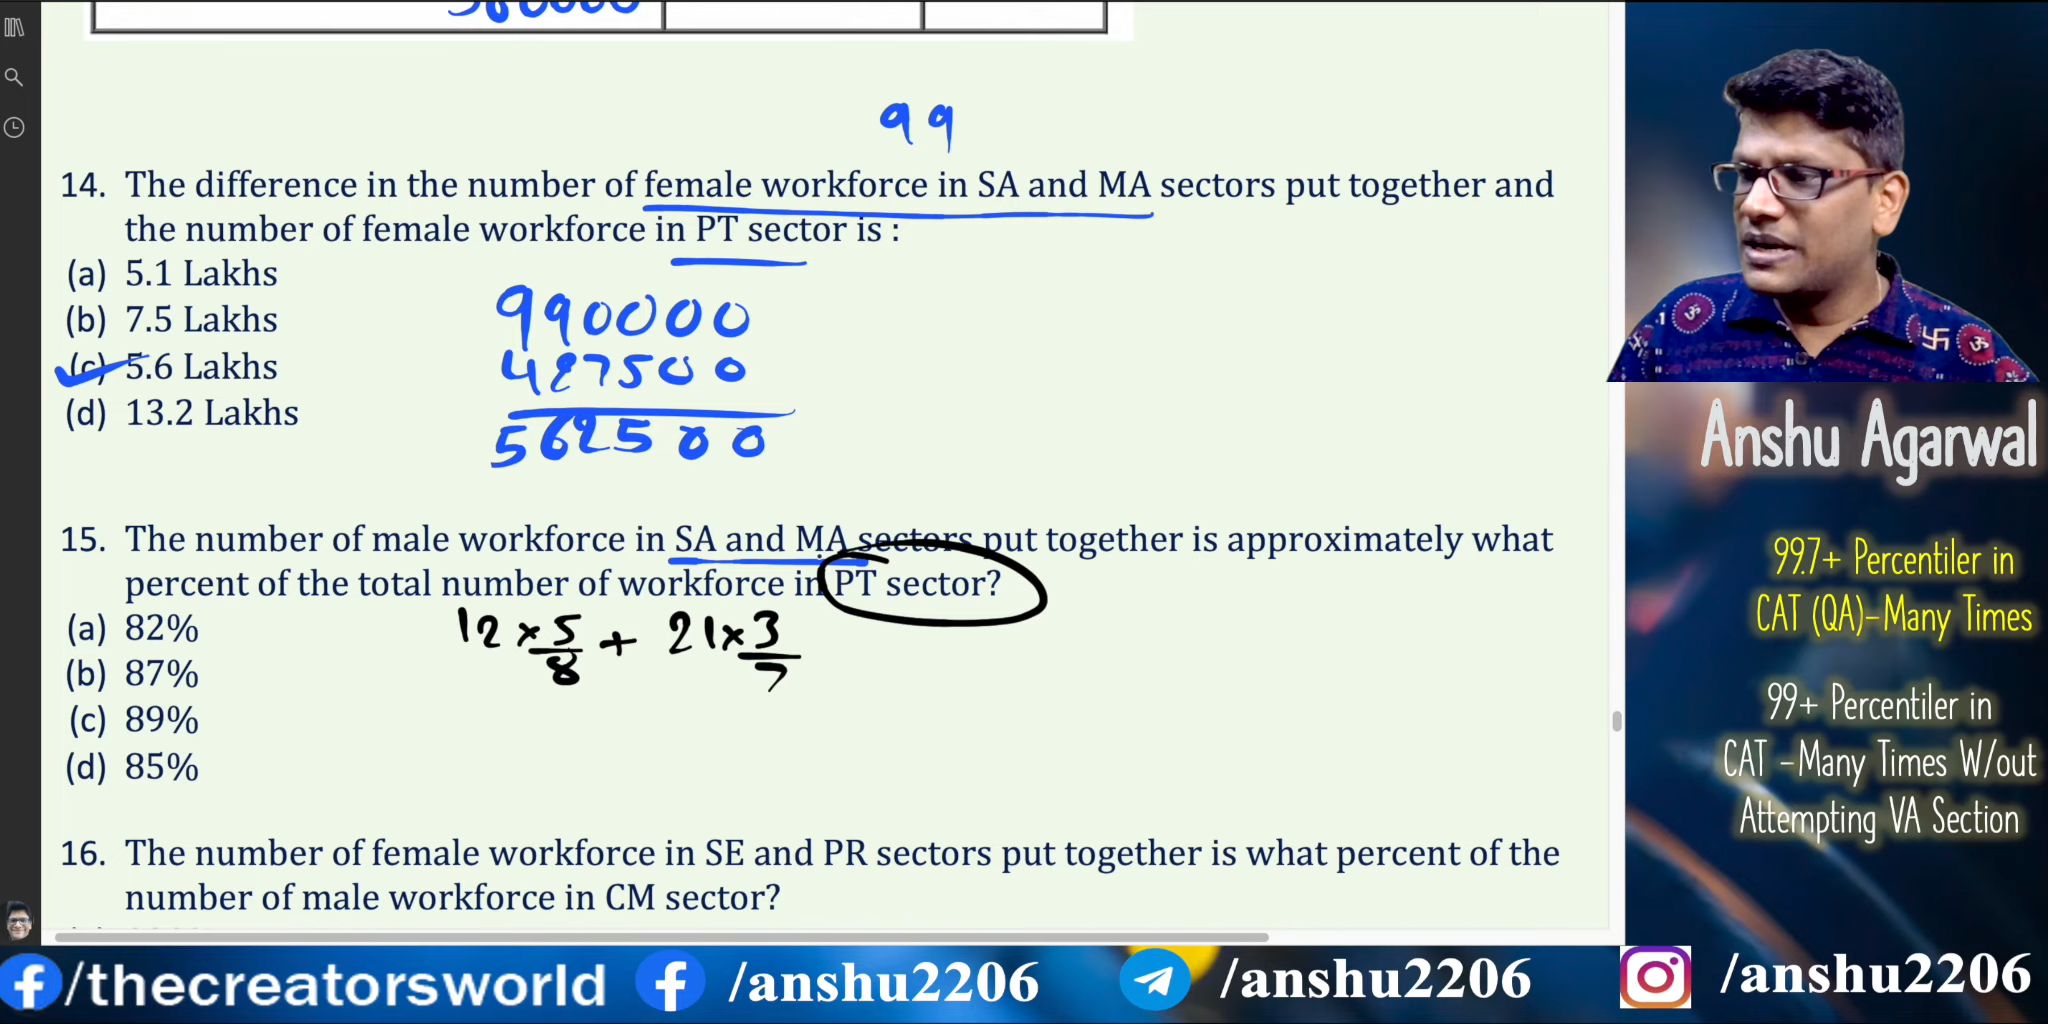 99
14. The difference in the number of female workforce in SA and MA sectors put together and
the number of female workforce in PT sector is :
(a) 5.1 Lakhs
(b) 7.5 Lakhs
(c) 5.6 Lakhs
(d) 13.2 Lakhs
990000
427500
562500
15. The number of male workforce in SA and MA sectors put together is approximately what
percent of the total number of workforce in PT sector?
(a) 82%
(b) 87%
(c) 89%
(d) 85%
12 × 5/8 + 21 × 3/7
16. The number of female workforce in SE and PR sectors put together is what percent of the
number of male workforce in CM sector?
Anshu Agarwal
99.7+ Percentiler in
CAT (QA)-Many Times
99+ Percentiler in
CAT -Many Times W/out
Attempting VA Section
/thecreatorsworld
/anshu2206
/anshu2206
/anshu2206